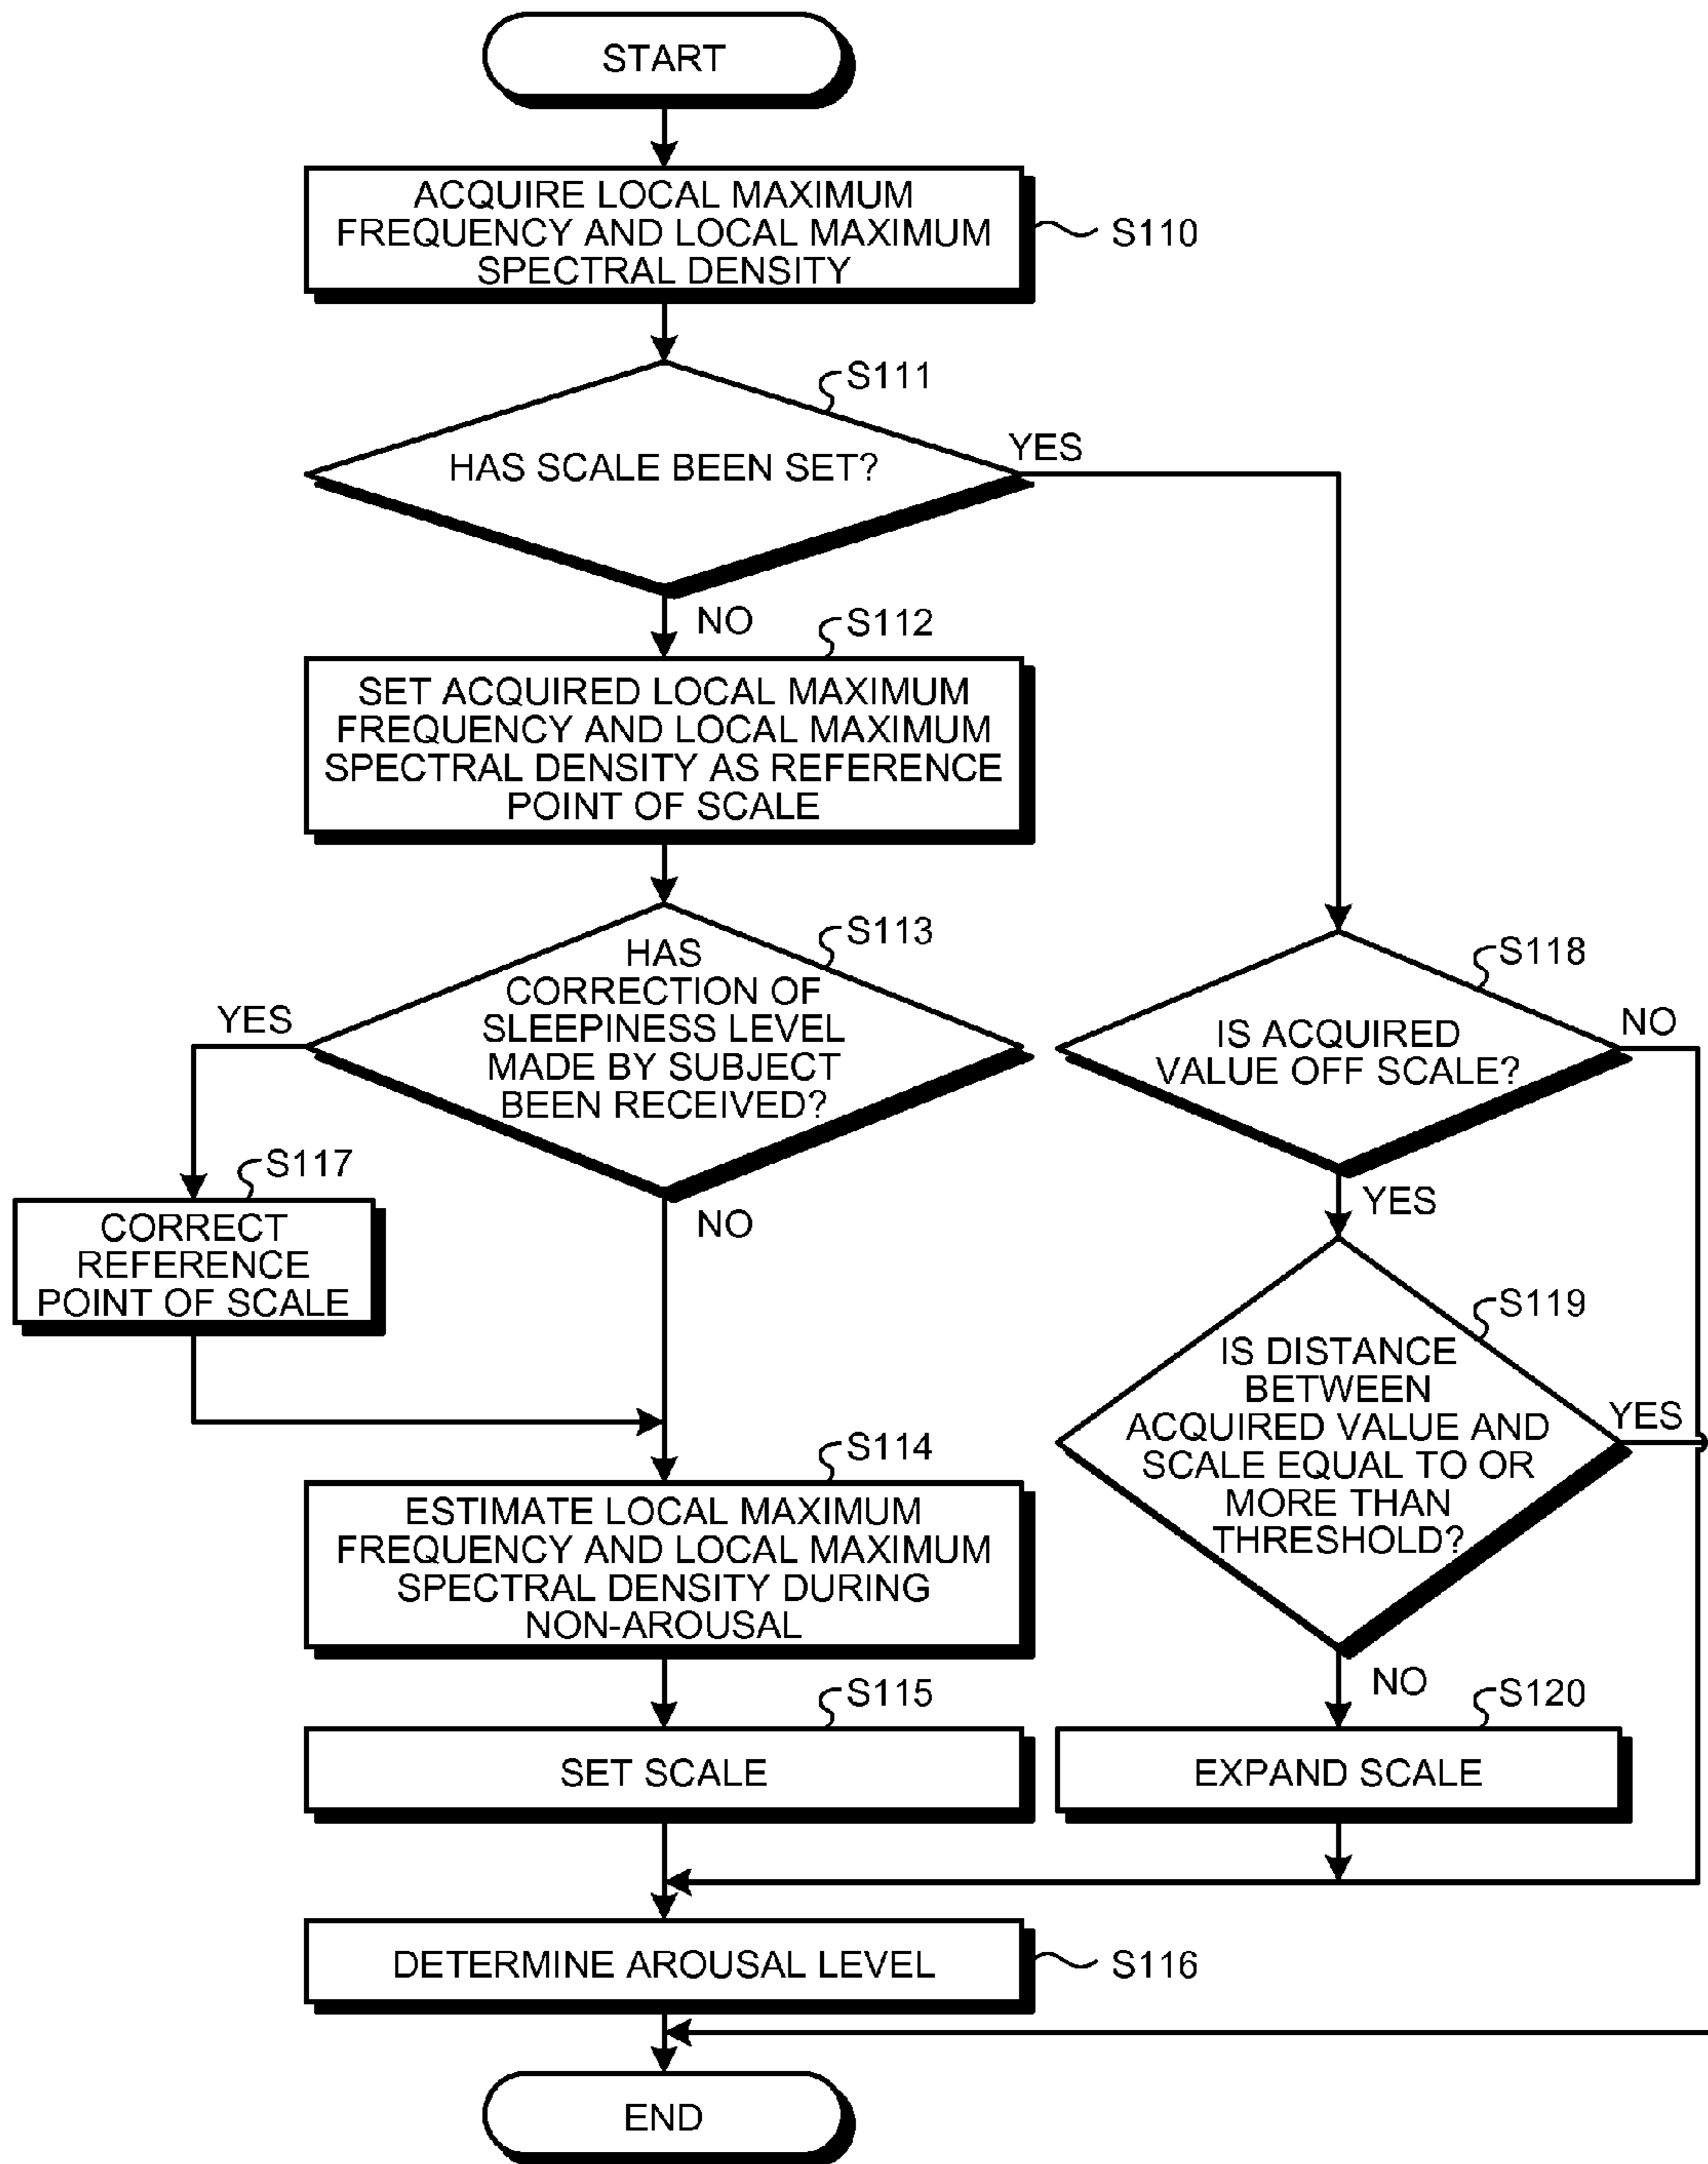 START
ACQUIRE LOCAL MAXIMUM
FREQUENCY AND LOCAL MAXIMUM
SPECTRAL DENSITY
S110
S111
HAS SCALE BEEN SET?
YES
NO
S112
SET ACQUIRED LOCAL MAXIMUM
FREQUENCY AND LOCAL MAXIMUM
SPECTRAL DENSITY AS REFERENCE
POINT OF SCALE
S113
HAS
CORRECTION OF
SLEEPINESS LEVEL
MADE BY SUBJECT
BEEN RECEIVED?
YES
NO
S117
CORRECT
REFERENCE
POINT OF SCALE
S114
ESTIMATE LOCAL MAXIMUM
FREQUENCY AND LOCAL MAXIMUM
SPECTRAL DENSITY DURING
NON-AROUSAL
S115
SET SCALE
S118
IS ACQUIRED
VALUE OFF SCALE?
NO
YES
S119
IS DISTANCE
BETWEEN
ACQUIRED VALUE AND
SCALE EQUAL TO OR
MORE THAN
THRESHOLD?
YES
NO
S120
EXPAND SCALE
DETERMINE AROUSAL LEVEL
S116
END